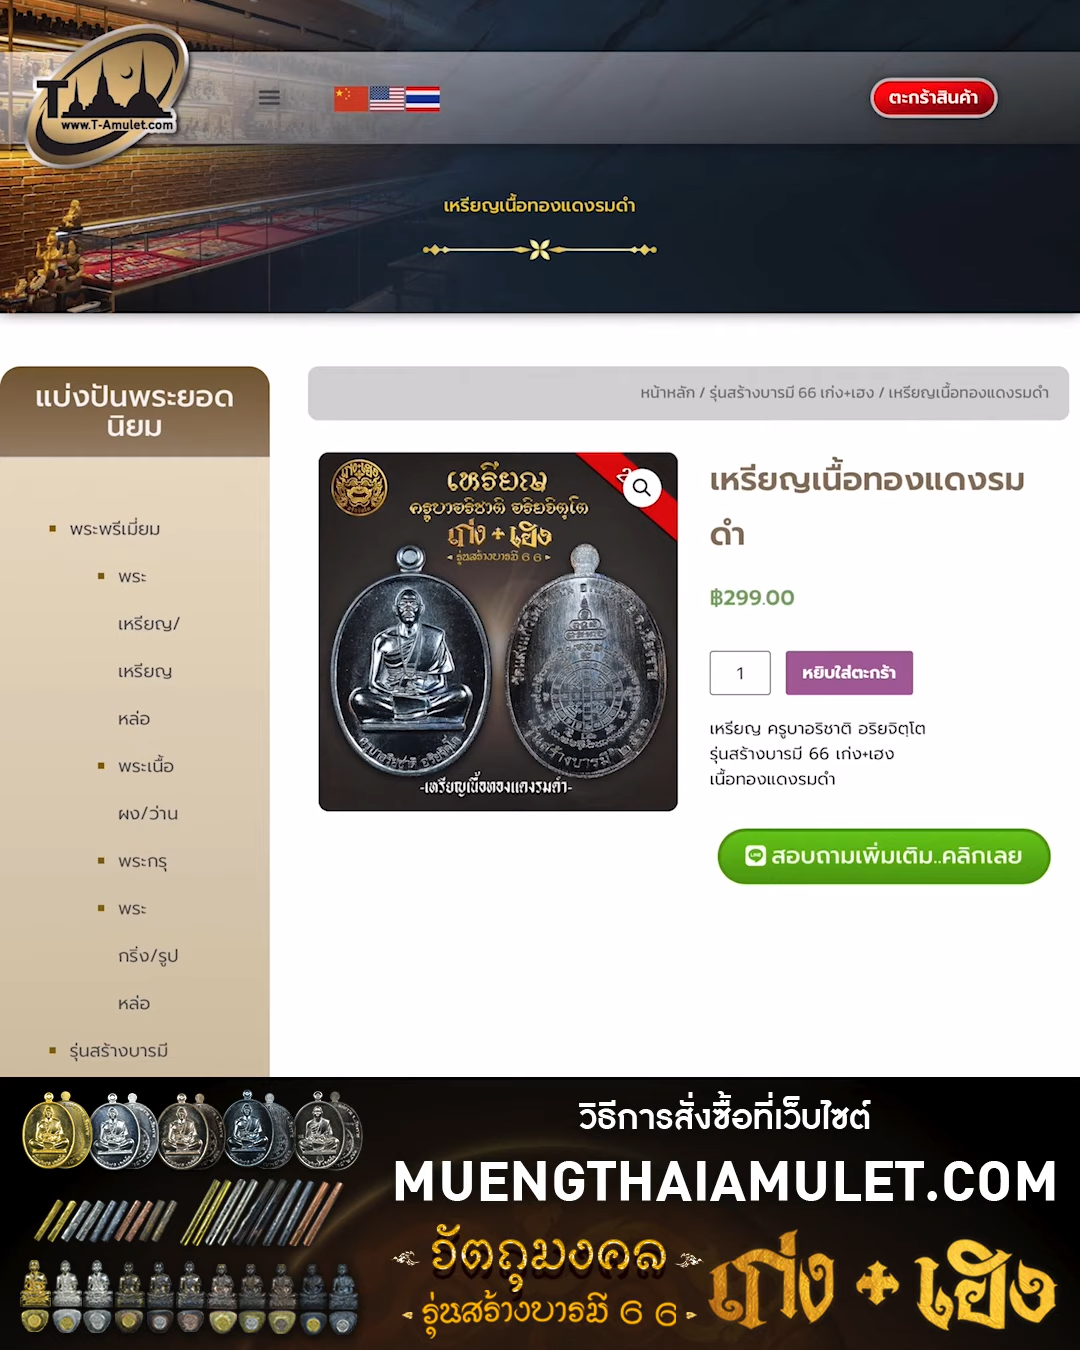 T
www.T-Amulet.com
ตะกร้าสินค้า
เหรียญเนื้อทองแดงรมดำ
แบ่งปันพระยอด
นิยม
พระพรีเมี่ยม
พระ
เหรียญ/
เหรียญ
หล่อ
พระเนื้อ
ผง/ว่าน
พระกรุ
พระ
กริ่ง/รูป
หล่อ
รุ่นสร้างบารมี
หน้าหลัก / รุ่นสร้างบารมี 66 เก่ง+เฮง / เหรียญเนื้อทองแดงรมดำ
เหรียญ
ครูบาอริชาติ อริยจิตฺโต
เก่ง + เฮง
รุ่นสร้างบารมี 66
ครูบาอริชาติ อริยจิตฺโต
-เหรียญเนื้อทองแดงรมดำ-
เหรียญเนื้อทองแดงรม
ดำ
฿299.00
1
หยิบใส่ตะกร้า
เหรียญ ครูบาอริชาติ อริยจิตฺโต
รุ่นสร้างบารมี 66 เก่ง+เฮง
เนื้อทองแดงรมดำ
สอบถามเพิ่มเติม..คลิกเลย
วิธีการสั่งซื้อที่เว็บไซต์
MUENGTHAIAMULET.COM
วัตถุมงคล
รุ่นสร้างบารมี 66
เก่ง + เฮง